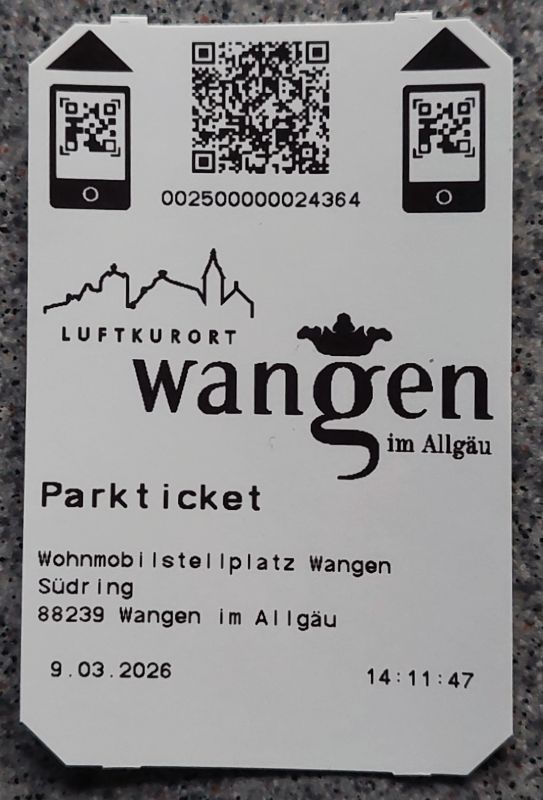 002500000024364
LUFTKURORT
wangen
im Allgäu
Parkticket
Wohnmobilstellplatz Wangen
Südring
88239 Wangen im Allgäu
9.03.2026 14:11:47